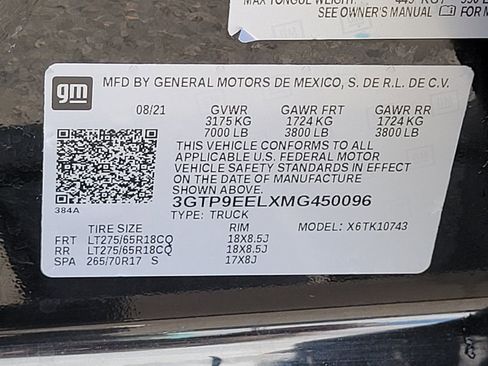 MAX TONGUE WEIGHT:
SEE OWNER'S MANUAL
gm
MFD BY GENERAL MOTORS DE MEXICO, S. DE R.L. DE C.V.
08/21 GVWR GAWR FRT GAWR RR
3175 KG 1724 KG 1724 KG
7000 LB 3800 LB 3800 LB
THIS VEHICLE CONFORMS TO ALL
APPLICABLE U.S. FEDERAL MOTOR
VEHICLE SAFETY STANDARDS IN EFFECT
ON THE DATE OF MANUFACTURE
SHOWN ABOVE.
384A
3GTP9EELXMG450096
TYPE: TRUCK MODEL: X6TK10743
TIRE SIZE RIM
FRT LT275/65R18CQ 18X8.5J
RR LT275/65R18CQ 18X8.5J
SPA 265/70R17 S 17X8J